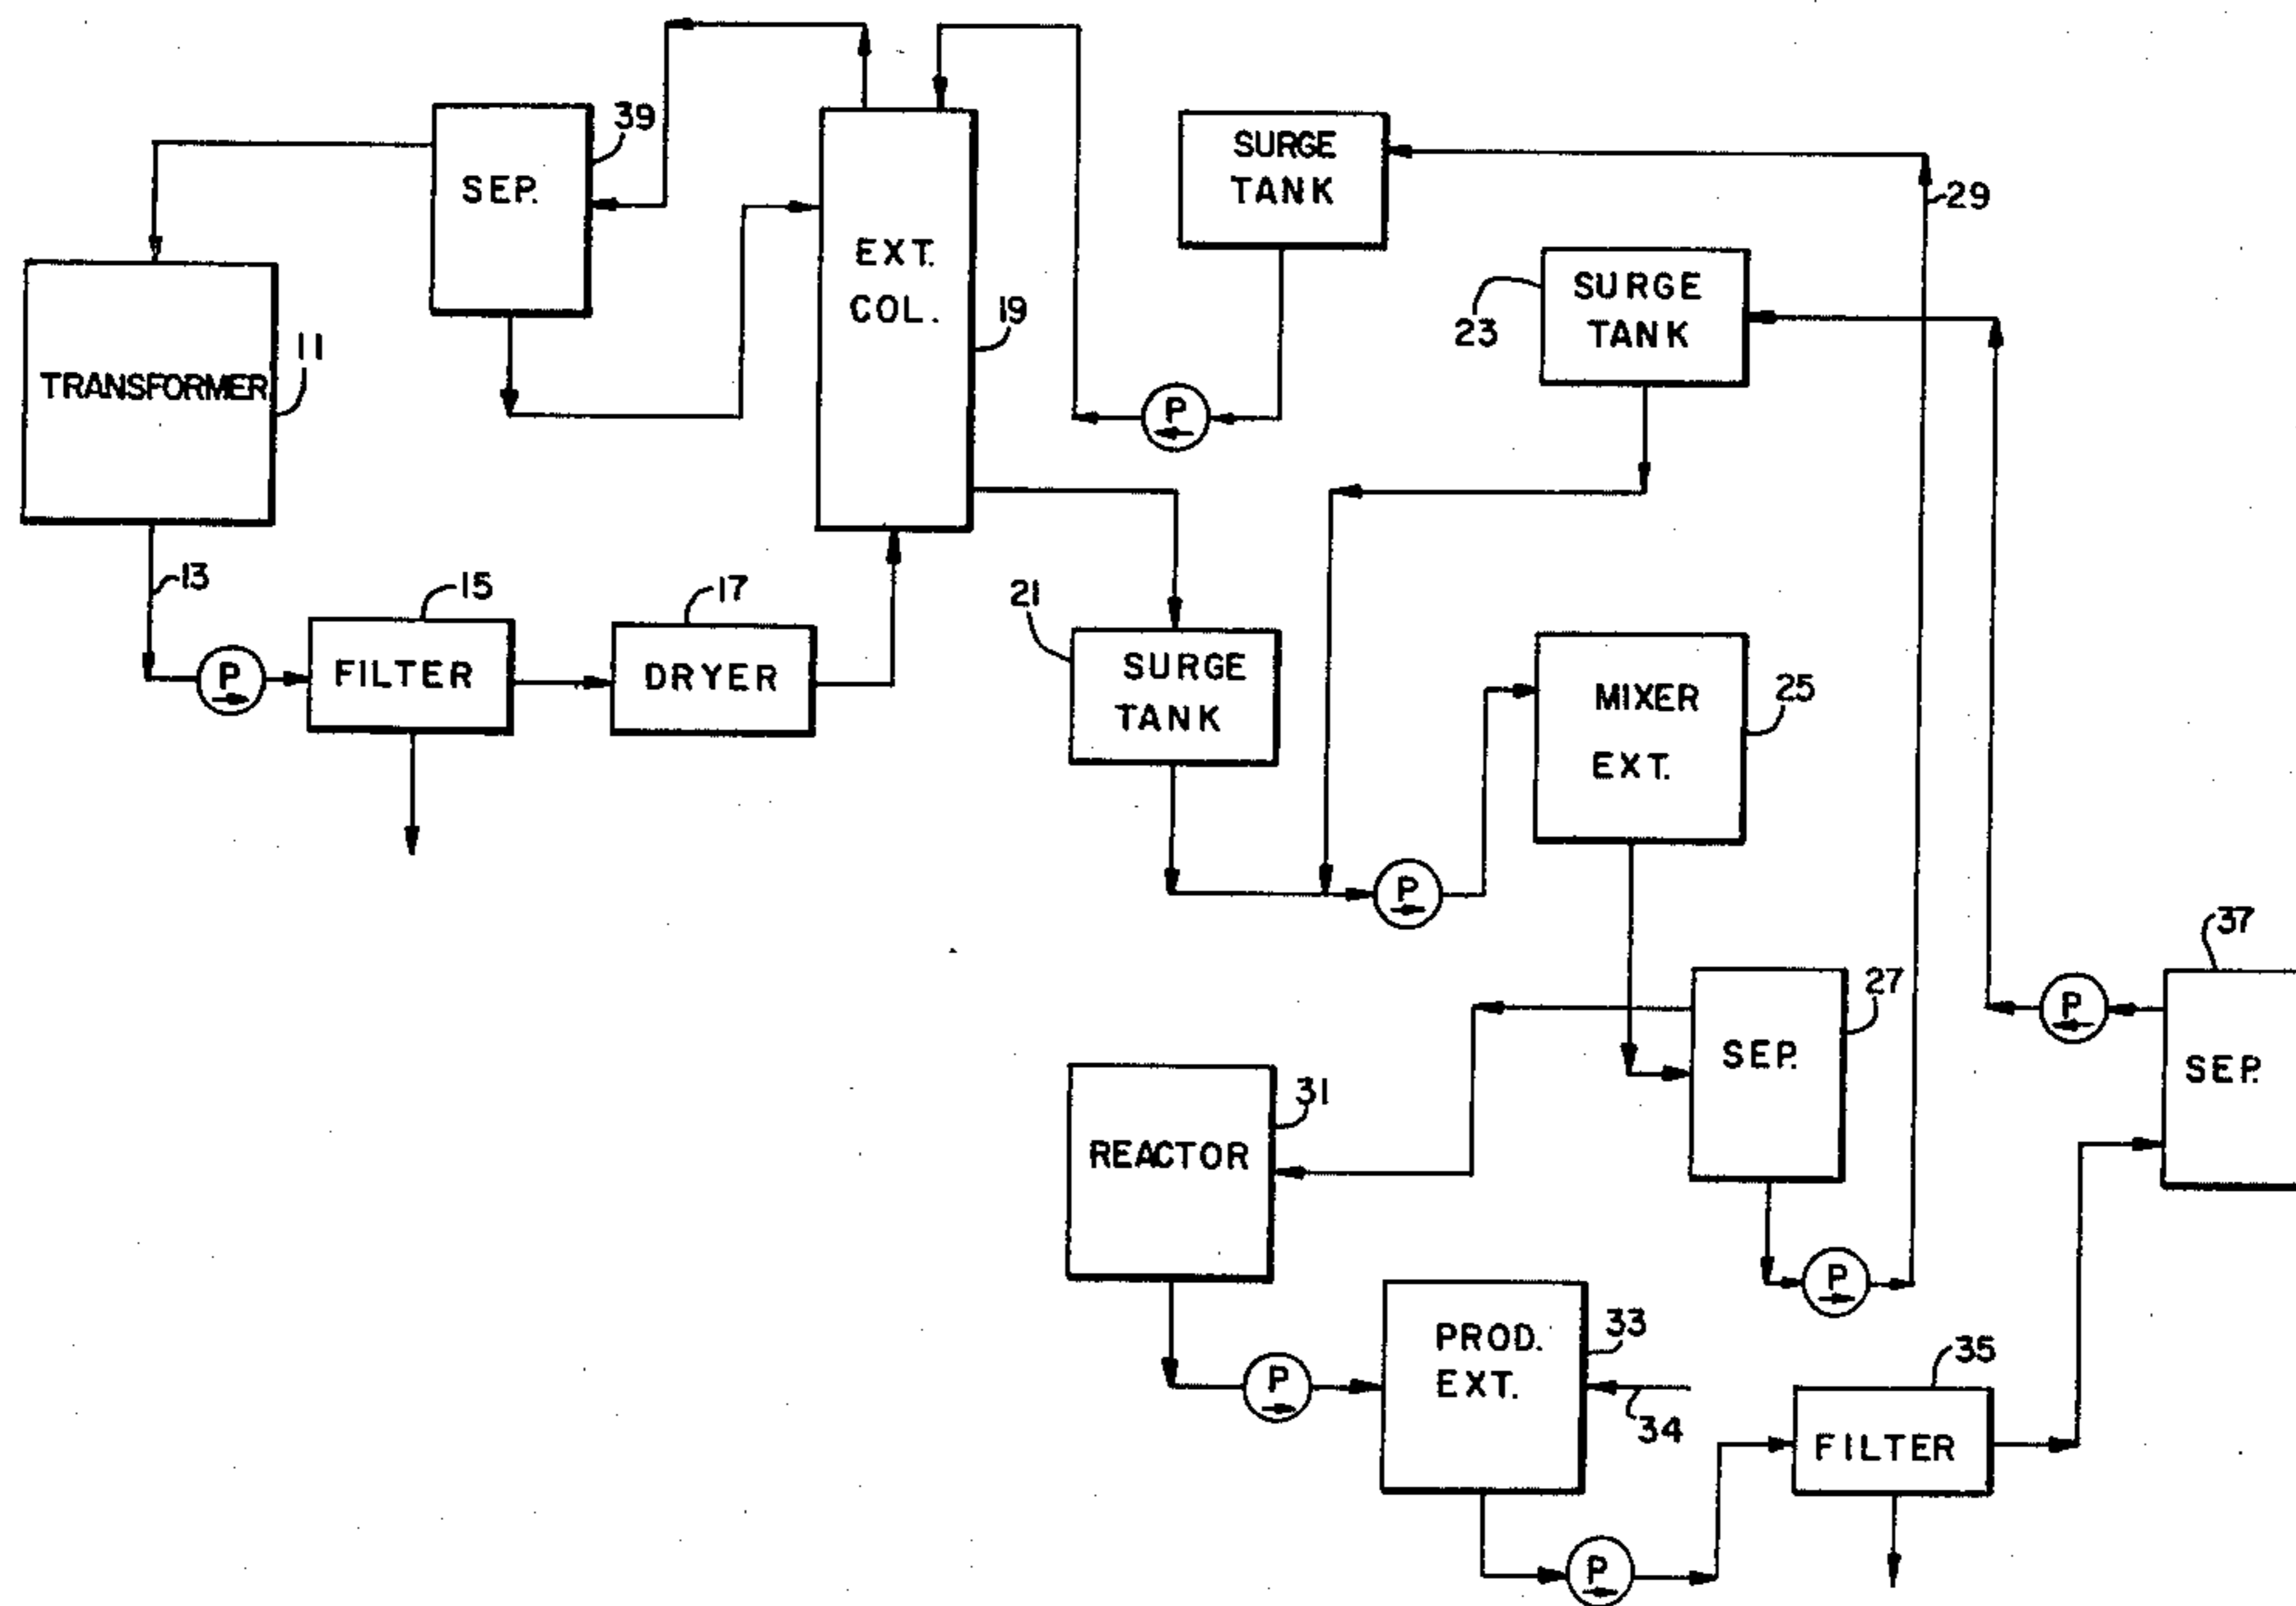 39
SEP.
SURGE
TANK
29
EXT.
COL.
19
SURGE
TANK
23
11
TRANSFORMER
13
15
17
21
FILTER
DRYER
SURGE
TANK
MIXER
EXT.
25
P
P
P
37
27
P
SEP.
SEP.
31
REACTOR
P
33
PROD.
EXT.
34
P
35
FILTER
P